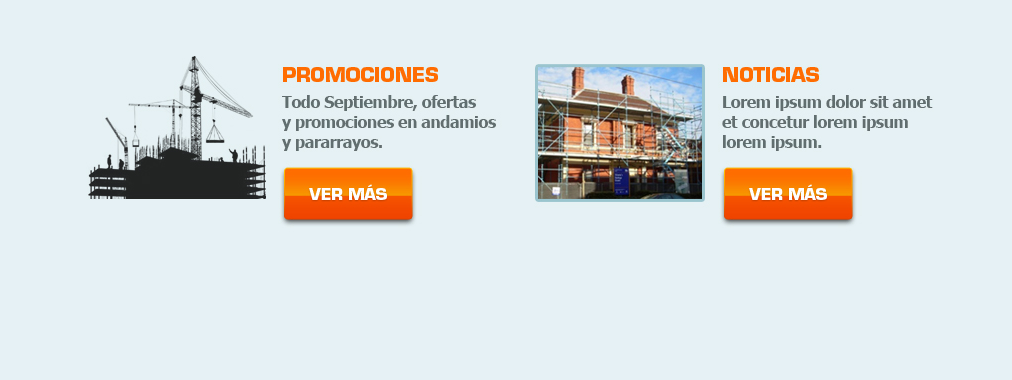 PROMOCIONES
Todo Septiembre, ofertas
y promociones en andamios
y pararrayos.
VER MÁS
NOTICIAS
Lorem ipsum dolor sit amet
et concetur lorem ipsum
lorem ipsum.
VER MÁS